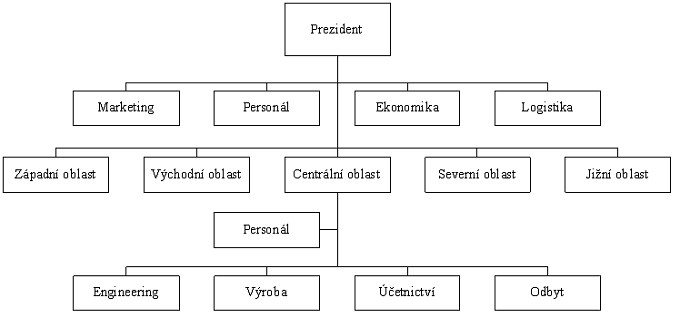 Prezident
Marketing
Personál
Ekonomika
Logistika
Západní oblast
Východní oblast
Centrální oblast
Severní oblast
Jižní oblast
Personál
Engineering
Výroba
Účetnictví
Odbyt